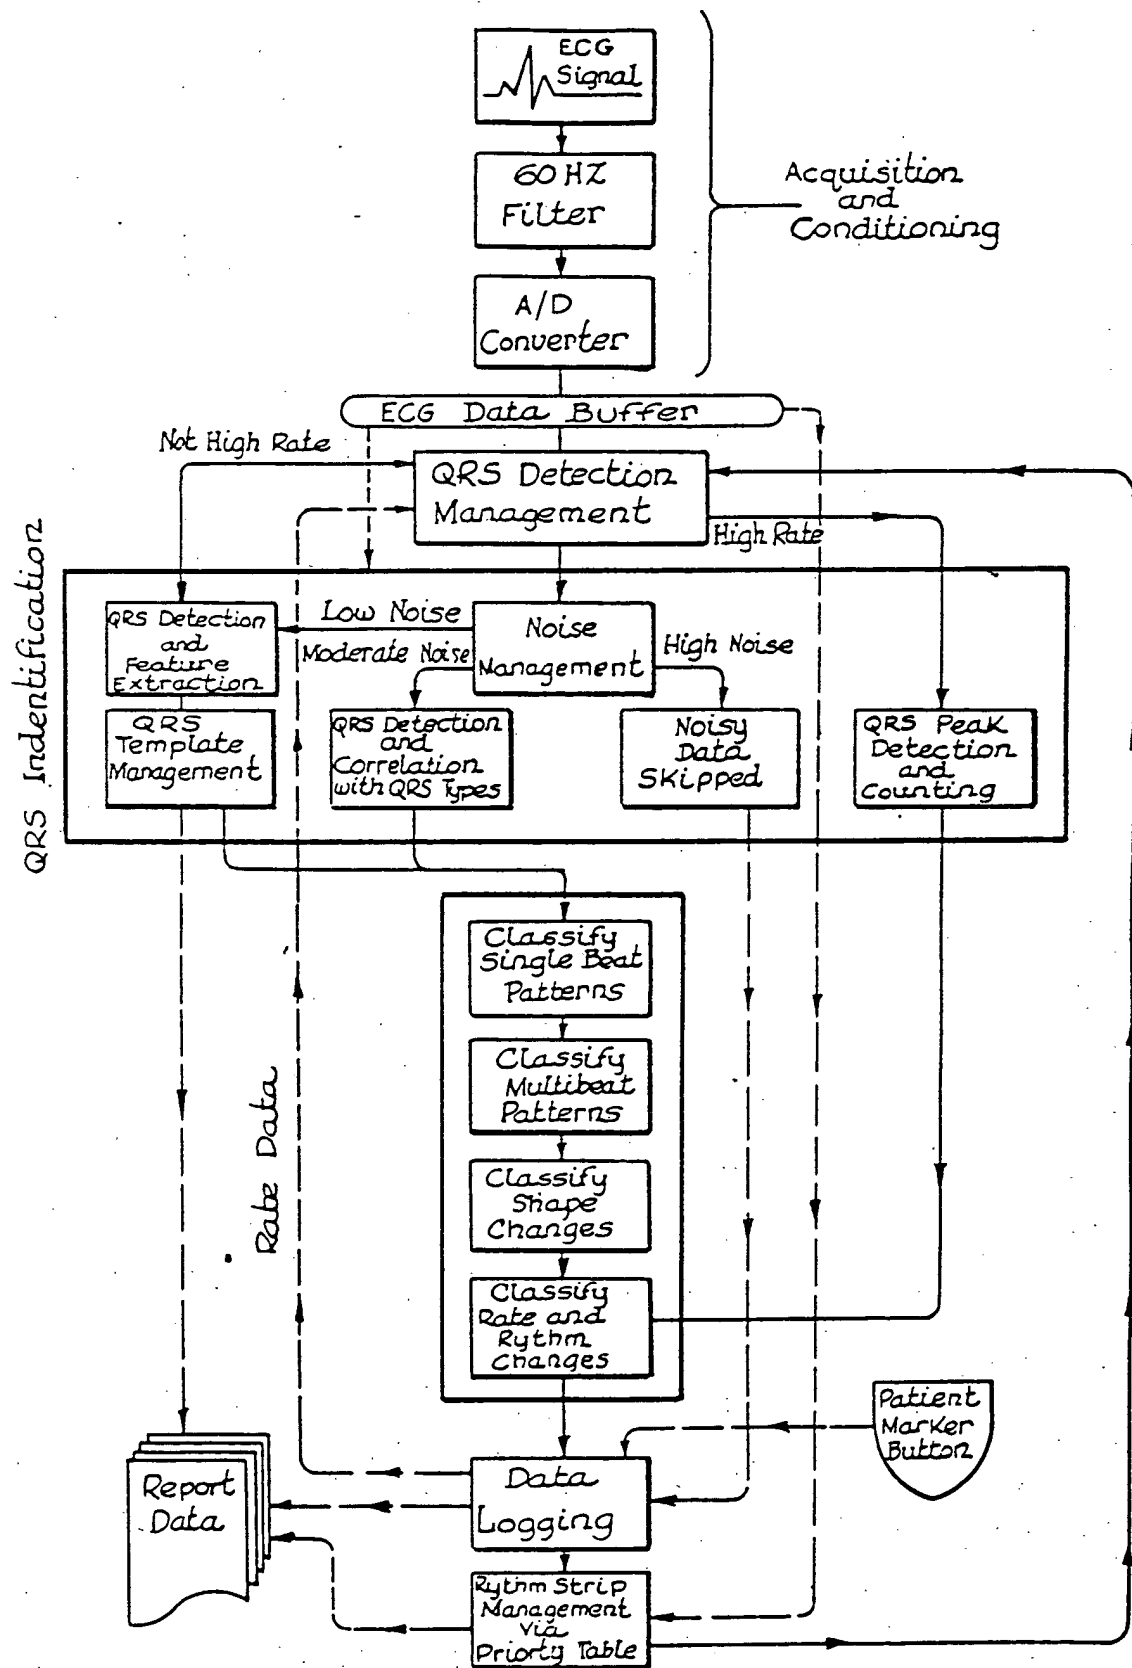 ECG
Signal
60 HZ
Filter
A/D
Converter
Acquisition
and
Conditioning
ECG Data Buffer
Not High Rate
QRS Detection
Management
High Rate
QRS Indentification
QRS Detection
and
Feature
Extraction
Low Noise
Moderate Noise
Noise
Management
High Noise
QRS
Template
Management
QRS Detection
and
Correlation
with QRS Types
Noisy
Data
Skipped
QRS Peak
Detection
and
Counting
Classify
Single Beat
Patterns
Classify
Multibeat
Patterns
Rate Data
Classify
Shape
Changes
Classify
Rate and
Rythm
Changes
Patient
Marker
Button
Report
Data
Data
Logging
Rythm Strip
Management
Via
Priorty Table